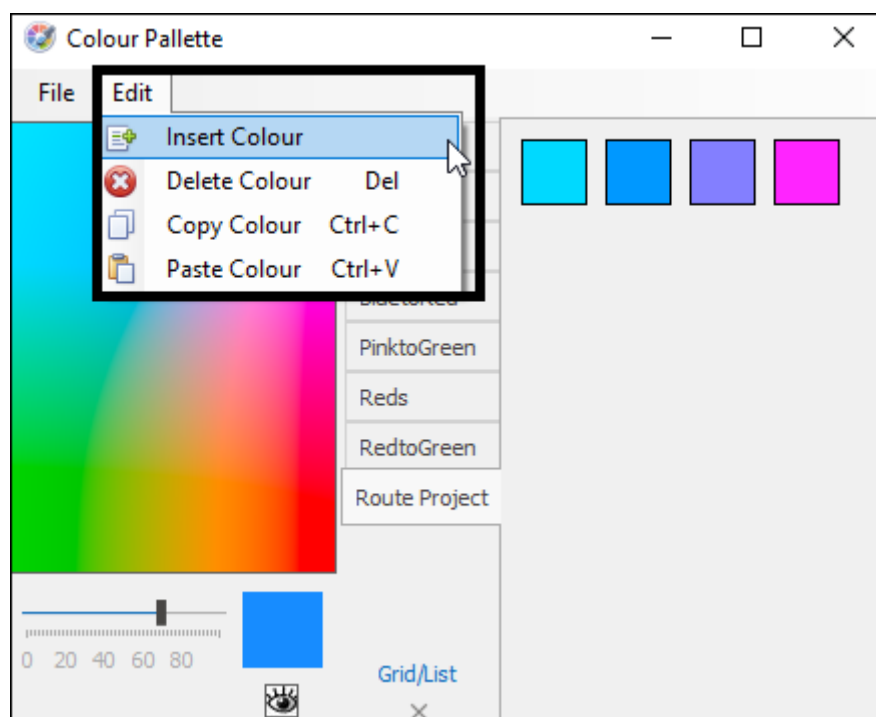 Colour Pallette
File Edit
Insert Colour
Delete Colour Del
Copy Colour Ctrl+C
Paste Colour Ctrl+V
PinktoGreen
Reds
RedtoGreen
Route Project
0 20 40 60 80
Grid/List